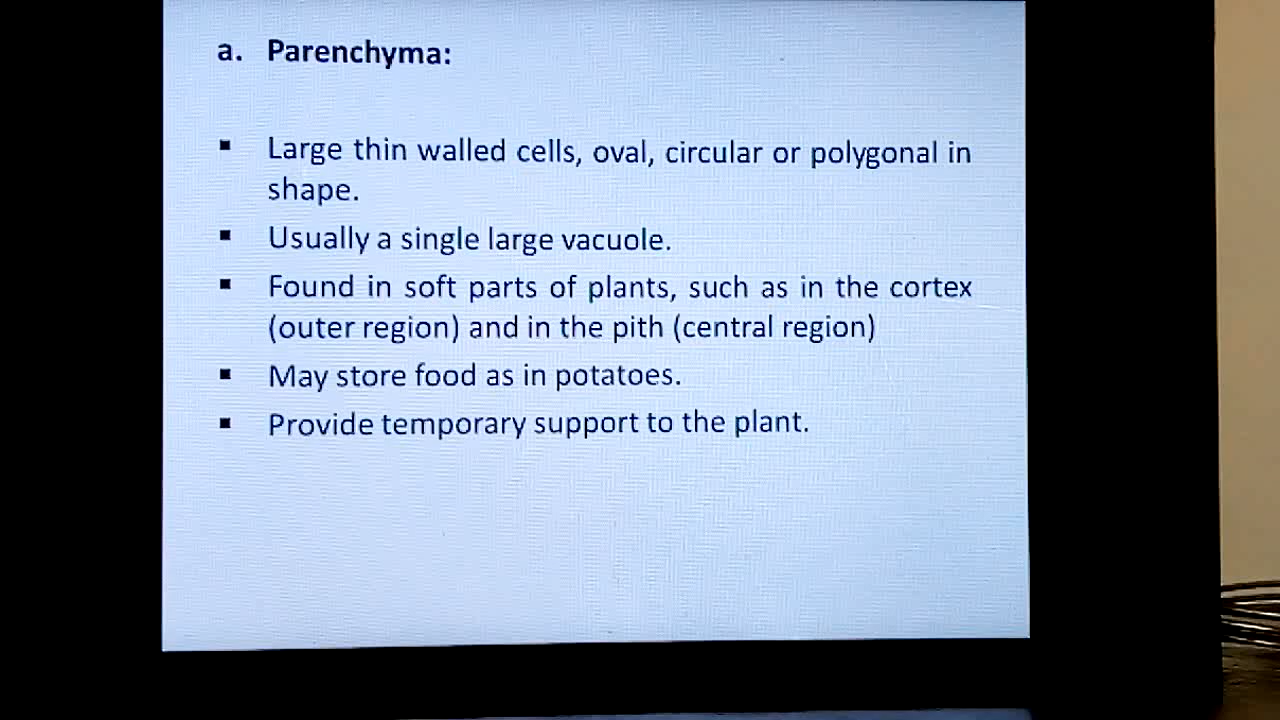 a. Parenchyma:
▪ Large thin walled cells, oval, circular or polygonal in
shape.
▪ Usually a single large vacuole.
▪ Found in soft parts of plants, such as in the cortex
(outer region) and in the pith (central region)
▪ May store food as in potatoes.
▪ Provide temporary support to the plant.